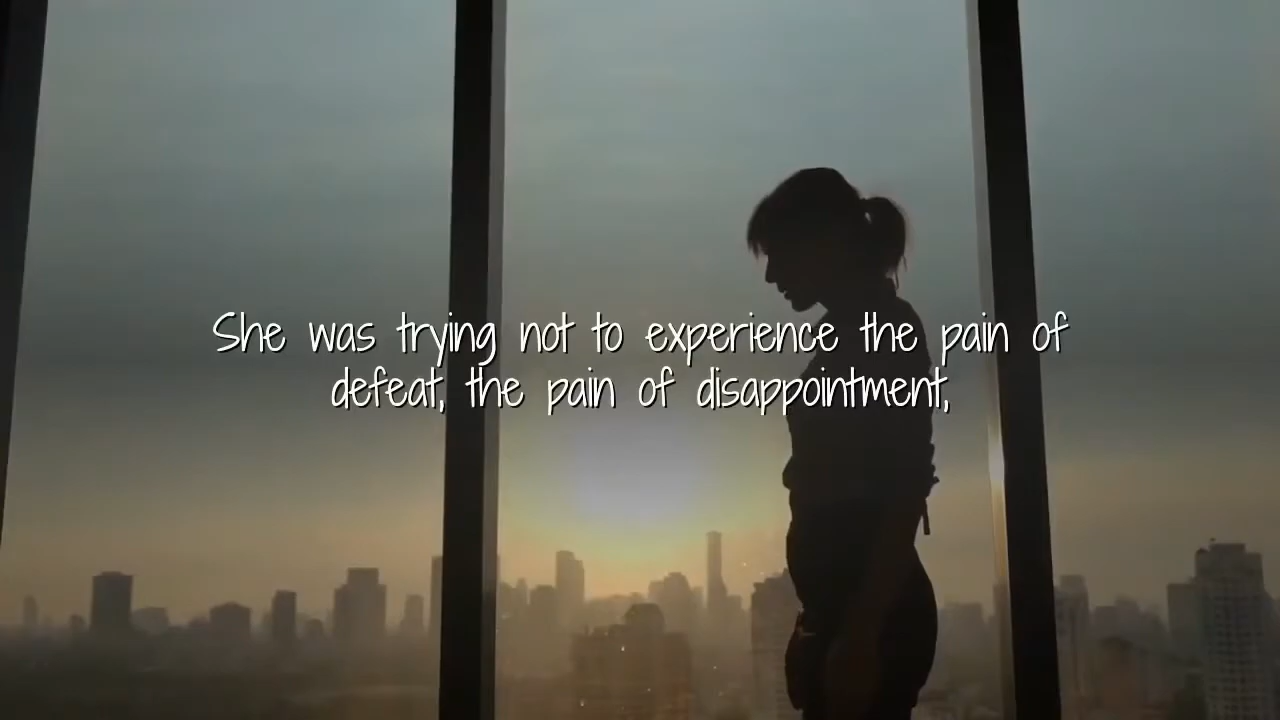 She was trying not to experience the pain of
defeat, the pain of disappointment,